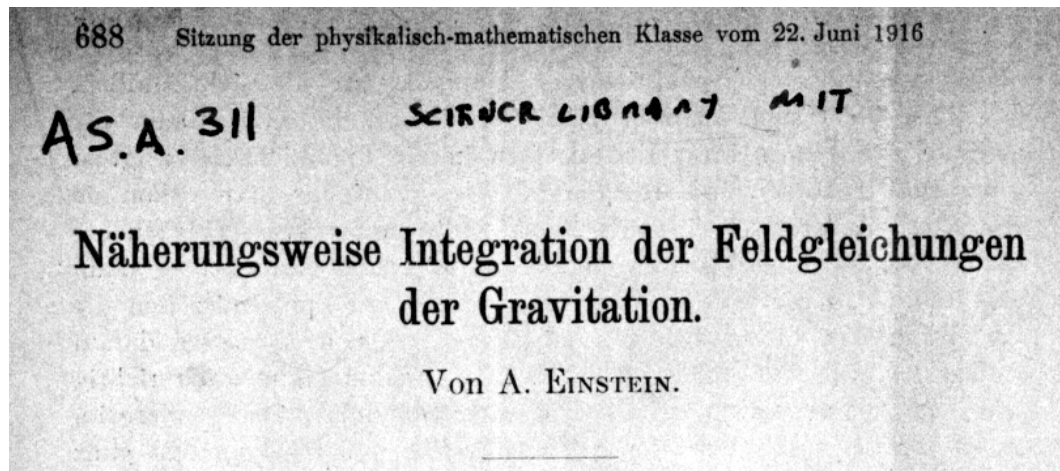 688 Sitzung der physikalisch-mathematischen Klasse vom 22. Juni 1916
AS.A. 311 SCIENCE LIBRARY MIT
Näherungsweise Integration der Feldgleichungen
der Gravitation.
Von A. EINSTEIN.